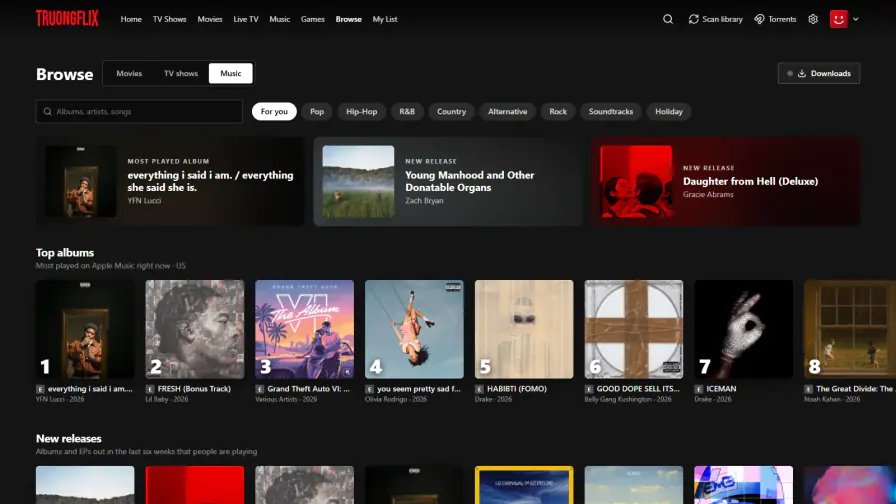 TRUONGFLIX
Home TV Shows Movies Live TV Music Games Browse My List
Scan library Torrents
Browse Movies TV shows Music
Downloads
Albums, artists, songs
For you Pop Hip-Hop R&B Country Alternative Rock Soundtracks Holiday
MOST PLAYED ALBUM
everything i said i am. / everything
she said she is.
YFN Lucci
NEW RELEASE
Young Manhood and Other
Donatable Organs
Zach Bryan
NEW RELEASE
Daughter from Hell (Deluxe)
Gracie Abrams
Top albums
Most played on Apple Music right now · US
GRAND THEFT AUTO
VI
The Album
1 2 3 4 5 6 7 8
E everything i said i am....
YFN Lucci · 2026
E FRESH (Bonus Track)
Lil Baby · 2026
E Grand Theft Auto VI: ...
Various Artists · 2026
E you seem pretty sad f...
Olivia Rodrigo · 2026
E HABIBTI (FOMO)
Drake · 2026
E GOOD DOPE SELL ITS...
Belly Gang Kushington · 2026
E ICEMAN
Drake · 2026
E The Great Divide: The
Noah Kahan · 2026
New releases
Albums and EPs out in the last six weeks that people are playing